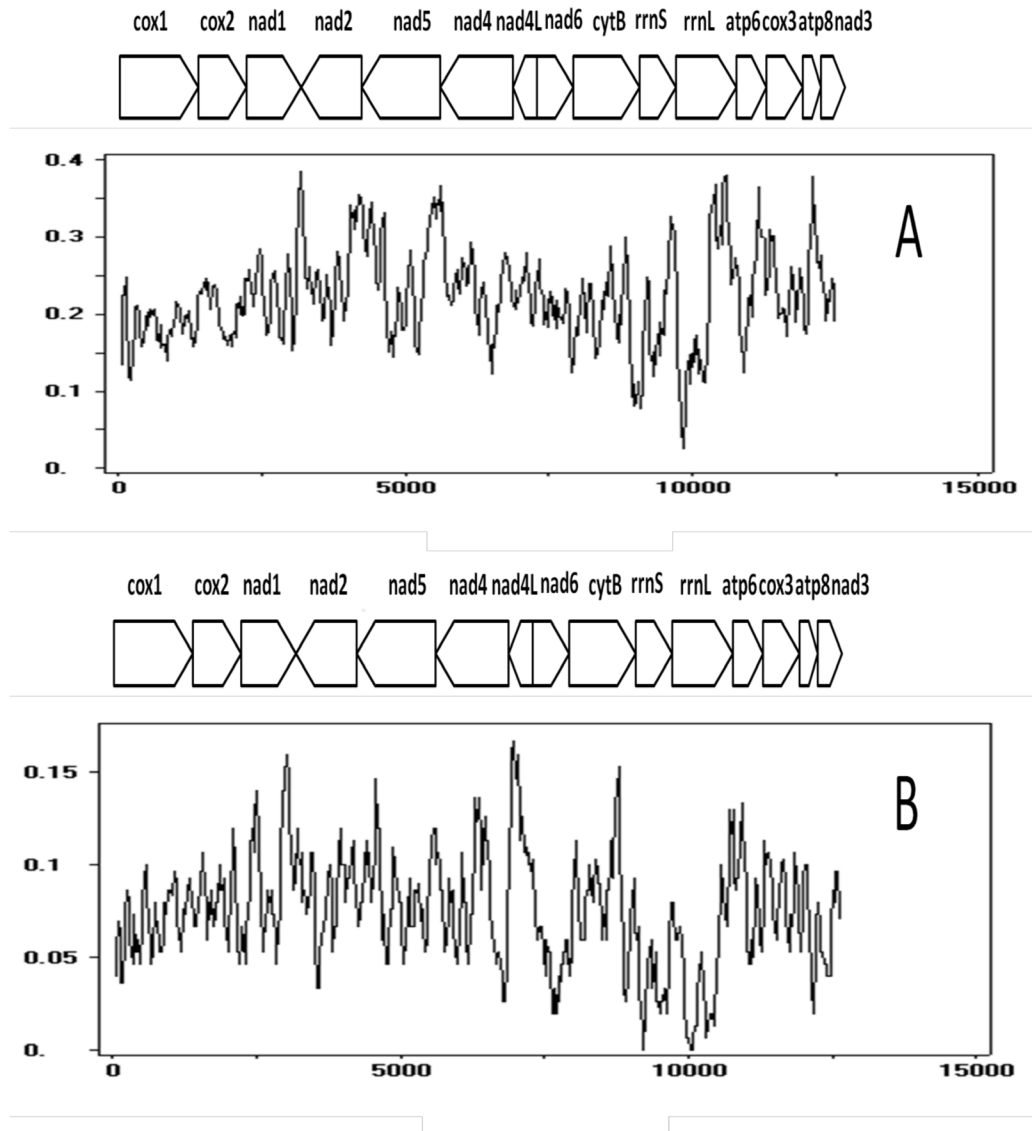 cox1 cox2 nad1 nad2 nad5 nad4 nad4L nad6 cytB rrnS rrnL atp6 cox3 atp8 nad3
0.4
A
0.3
0.2
0.1
0.
0 5000 10000 15000
cox1 cox2 nad1 nad2 nad5 nad4 nad4L nad6 cytB rrnS rrnL atp6 cox3 atp8 nad3
0.15
B
0.1
0.05
0.
0 5000 10000 15000